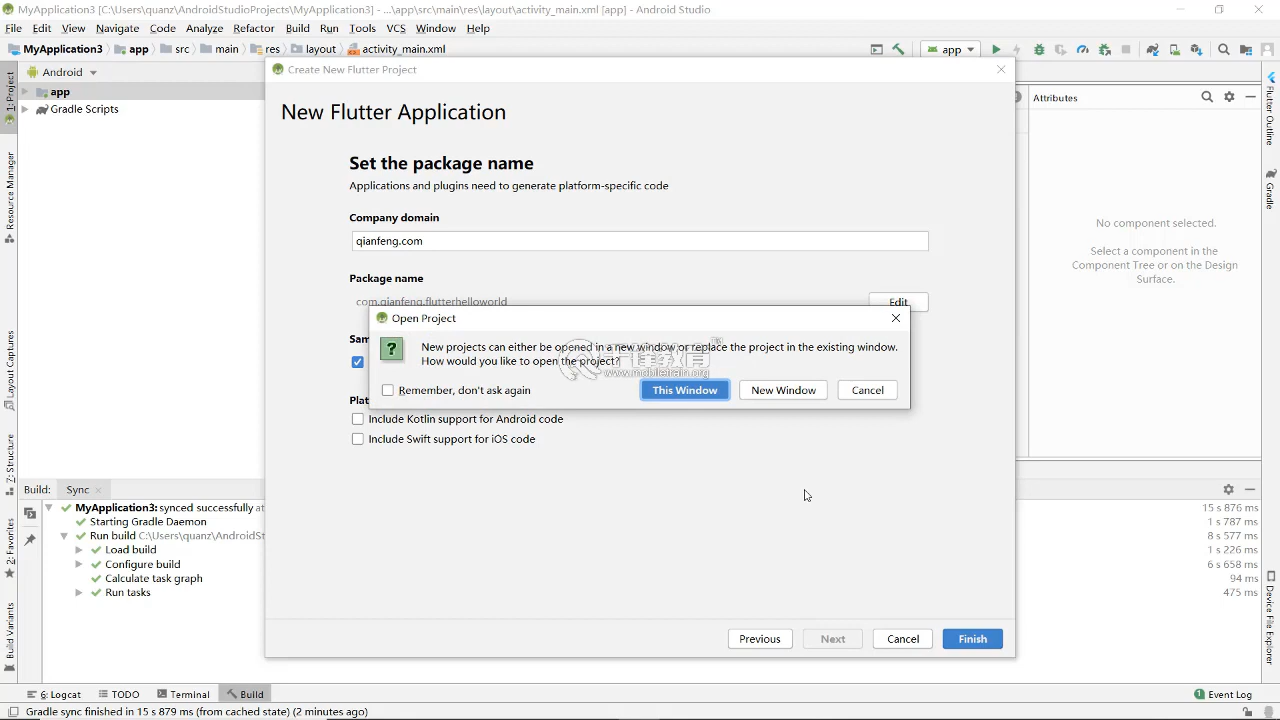 MyApplication3 [C:\Users\quanz\AndroidStudioProjects\MyApplication3] - ...\app\src\main\res\layout\activity_main.xml [app] - Android Studio
File Edit View Navigate Code Analyze Refactor Build Run Tools VCS Window Help
MyApplication3 app src main res layout activity_main.xml app
1: Project
Resource Manager
Layout Captures
Z: Structure
2: Favorites
Build Variants
Android
app
Gradle Scripts
Create New Flutter Project
New Flutter Application
Set the package name
Applications and plugins need to generate platform-specific code
Company domain
qianfeng.com
Package name
com.qianfeng.flutterhelloworld
Edit
Sam
Open Project
New projects can either be opened in a new window or replace the project in the existing window.
How would you like to open the project?
千锋教育
www.mobiletrain.org
Remember, don't ask again
This Window
New Window
Cancel
Plat
Include Kotlin support for Android code
Include Swift support for iOS code
Previous
Next
Cancel
Finish
Attributes
No component selected.
Select a component in the
Component Tree or on the Design
Surface.
Flutter Outline
Gradle
Device File Explorer
Build: Sync
MyApplication3: synced successfully at 15 s 876 ms
Starting Gradle Daemon 1 s 787 ms
Run build C:\Users\quanz\AndroidSt 8 s 577 ms
Load build 1 s 226 ms
Configure build 6 s 658 ms
Calculate task graph 94 ms
Run tasks 475 ms
6: Logcat TODO Terminal Build 1 Event Log
Gradle sync finished in 15 s 879 ms (from cached state) (2 minutes ago)